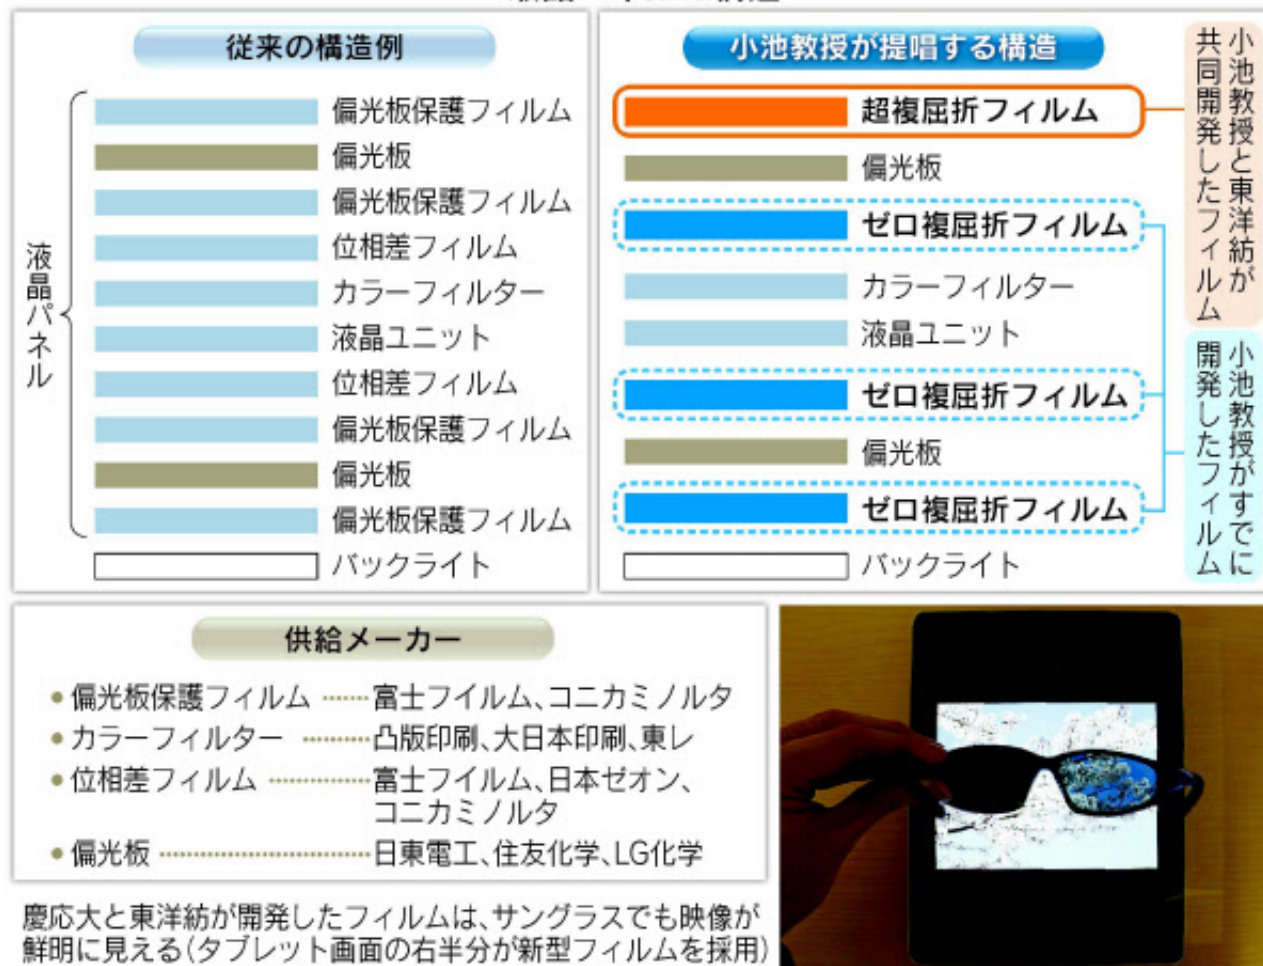 従来の構造例
液晶パネル
偏光板保護フィルム
偏光板
偏光板保護フィルム
位相差フィルム
カラーフィルター
液晶ユニット
位相差フィルム
偏光板保護フィルム
偏光板
偏光板保護フィルム
バックライト
小池教授が提唱する構造
超複屈折フィルム
偏光板
ゼロ複屈折フィルム
カラーフィルター
液晶ユニット
ゼロ複屈折フィルム
偏光板
ゼロ複屈折フィルム
バックライト
小池教授と東洋紡が
共同開発したフィルム
小池教授がすでに
開発したフィルム
供給メーカー
●偏光板保護フィルム ……富士フイルム、コニカミノルタ
●カラーフィルター ………凸版印刷、大日本印刷、東レ
●位相差フィルム …………富士フイルム、日本ゼオン、
コニカミノルタ
●偏光板 …………………日東電工、住友化学、LG化学
慶応大と東洋紡が開発したフィルムは、サングラスでも映像が
鮮明に見える(タブレット画面の右半分が新型フィルムを採用)